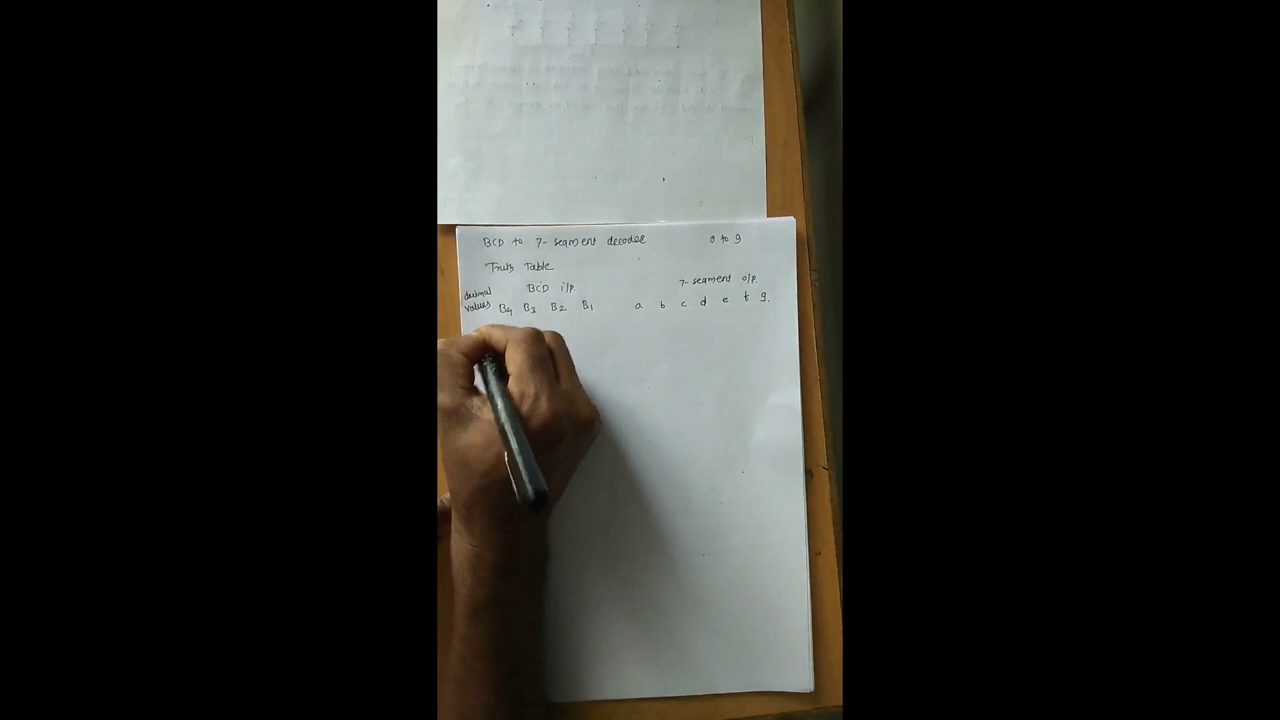 BCD to 7-segment decoder 0 to 9
Truth Table
BCD i/p. 7-segment o/p.
decimal
values B4 B3 B2 B1 a b c d e f g.